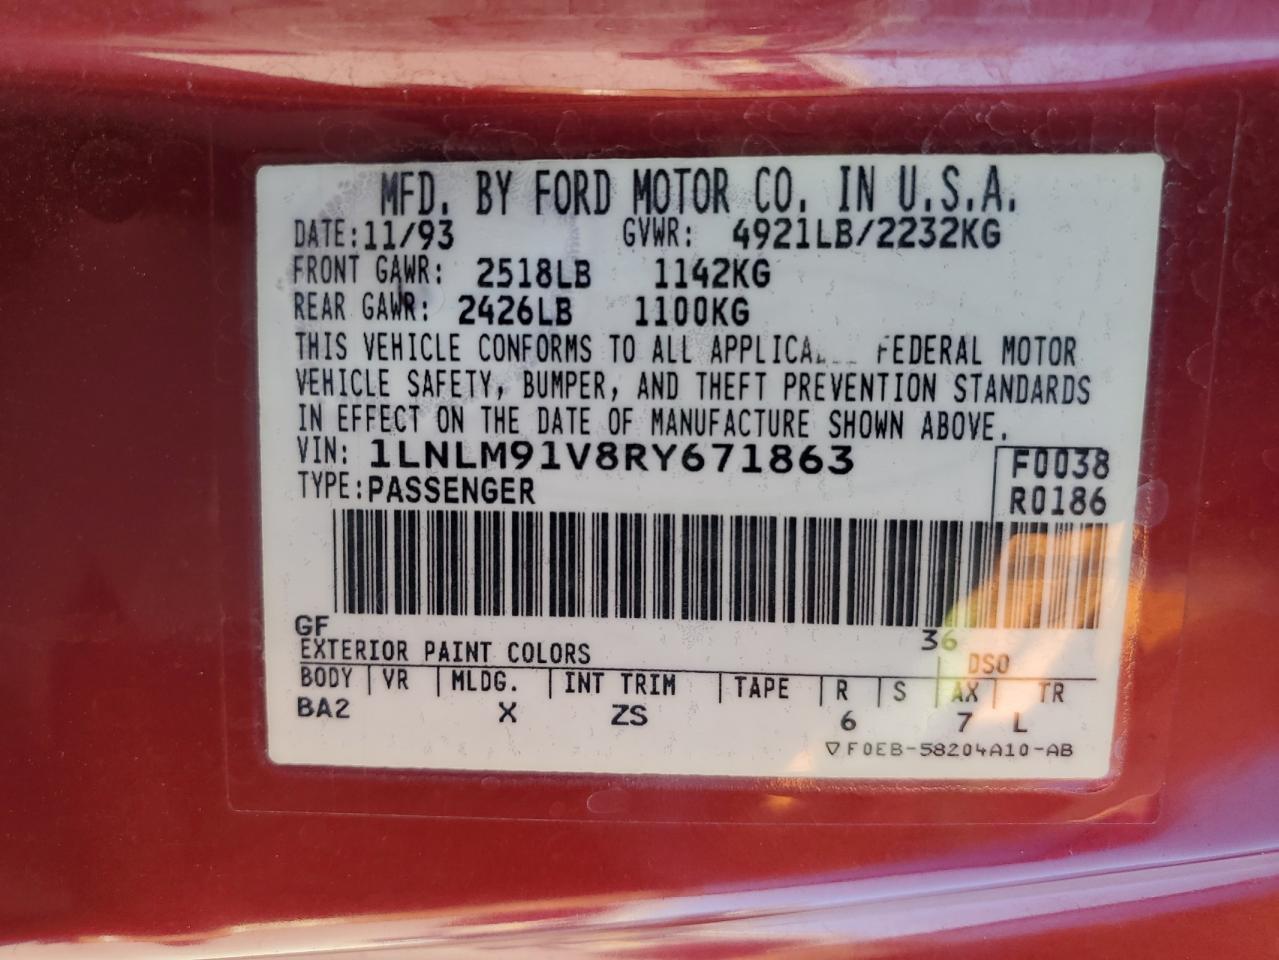 MFD. BY FORD MOTOR CO. IN U.S.A.
DATE: 11/93 GVWR: 4921LB/2232KG
FRONT GAWR: 2518LB 1142KG
REAR GAWR: 2426LB 1100KG
THIS VEHICLE CONFORMS TO ALL FEDERAL MOTOR
VEHICLE SAFETY, BUMPER, AND THEFT PREVENTION STANDARDS
IN EFFECT ON THE DATE OF MANUFACTURE SHOWN ABOVE.
VIN: 1LNLM91V8RY671863 F0038
TYPE: PASSENGER R0186
GF 36
EXTERIOR PAINT COLORS DSO
BODY VR MLDG. INT TRIM TAPE R S AX TR
BA2 X ZS 6 7 L
▽F0EB-58204A10-AB